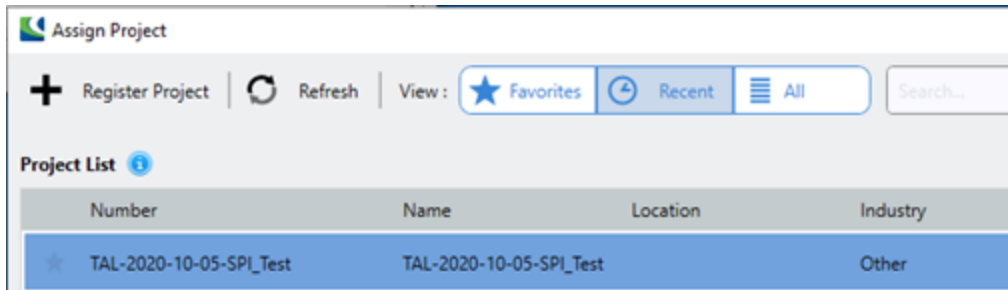 Assign Project
Register Project Refresh View : Favorites Recent All Search...
Project List
Number Name Location Industry
TAL-2020-10-05-SPI_Test TAL-2020-10-05-SPI_Test Other